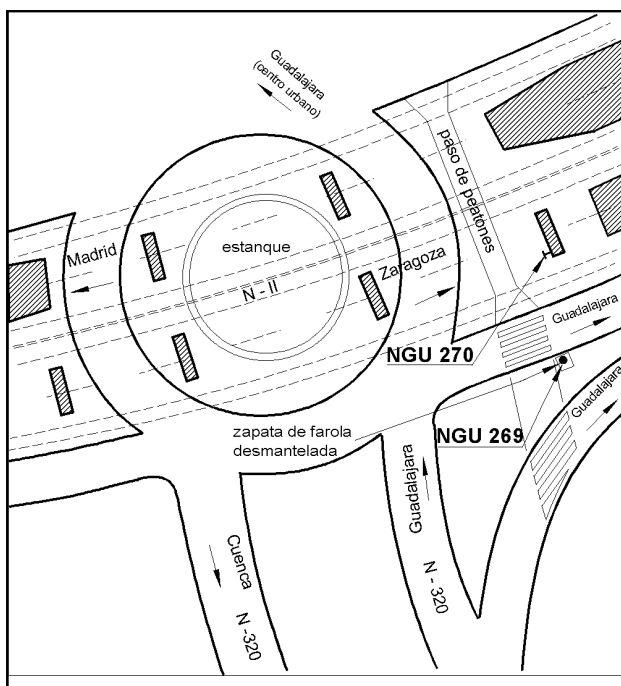 Guadalajara
(centro urbano)
paso de peatones
Madrid
estanque
Zaragoza
N - II
Guadalajara
NGU 270
Guadalajara
zapata de farola
desmantelada
NGU 269
Guadalajara
N - 320
Cuenca
N -320